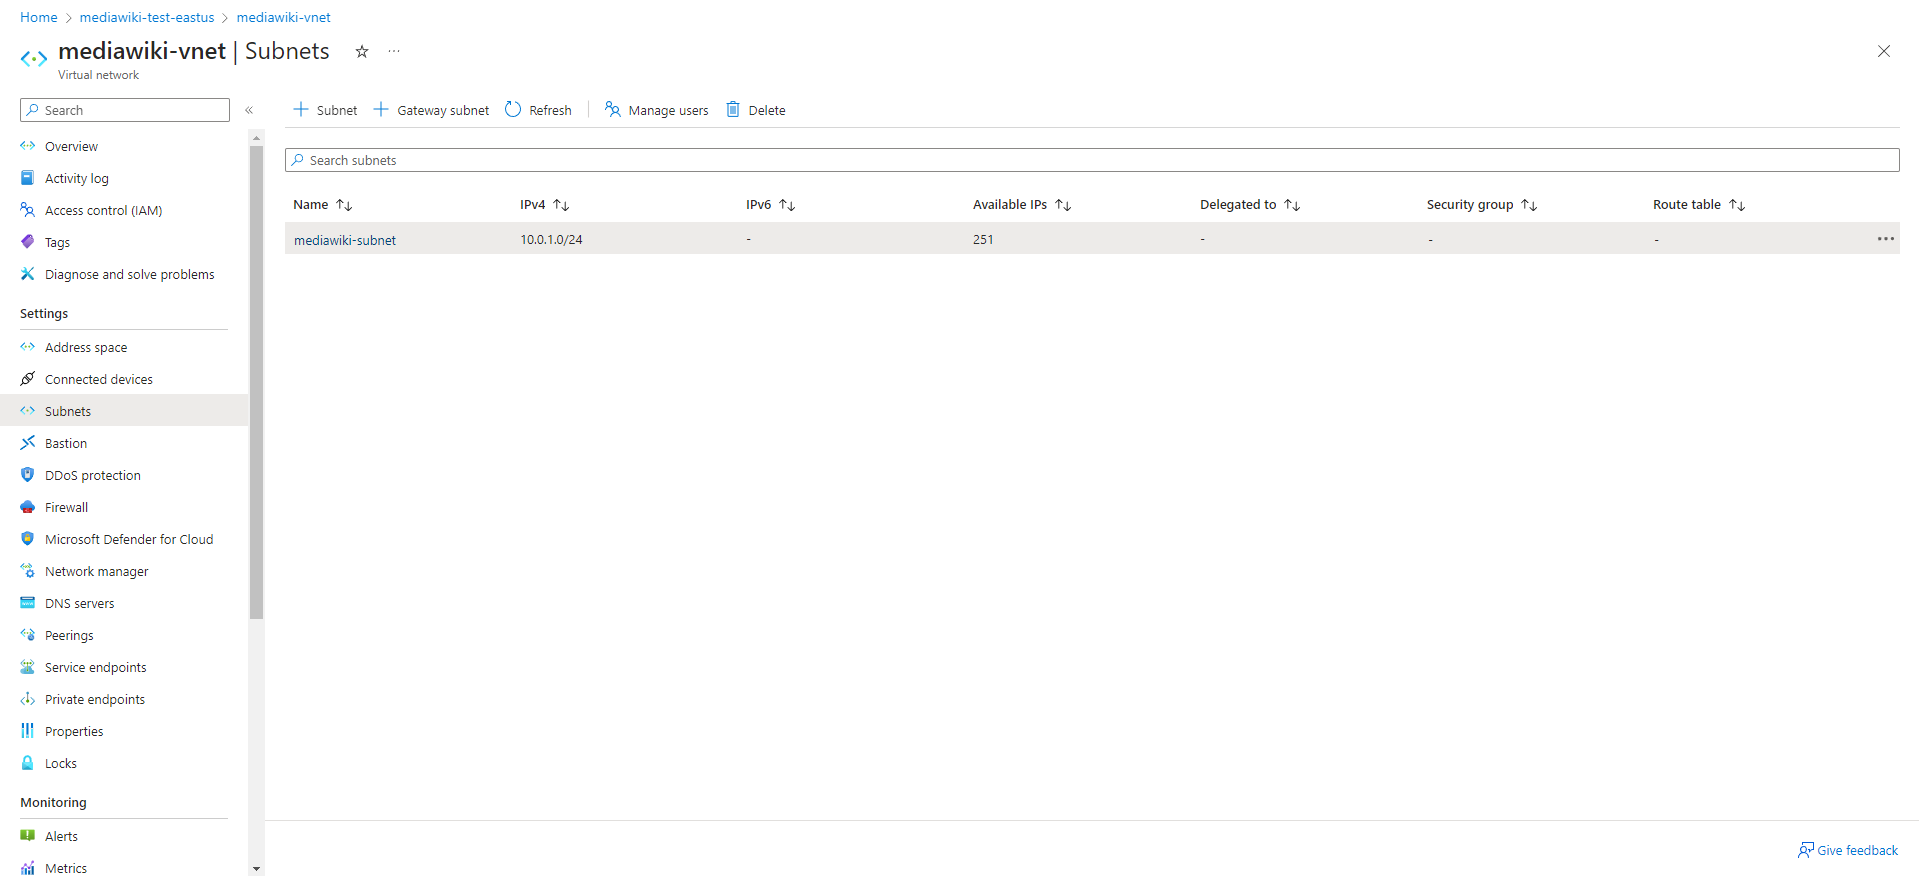 Home > mediawiki-test-eastus > mediawiki-vnet
mediawiki-vnet | Subnets
Virtual network
Search
Overview
Activity log
Access control (IAM)
Tags
Diagnose and solve problems
Settings
Address space
Connected devices
Subnets
Bastion
DDoS protection
Firewall
Microsoft Defender for Cloud
Network manager
DNS servers
Peerings
Service endpoints
Private endpoints
Properties
Locks
Monitoring
Alerts
Metrics
Subnet Gateway subnet Refresh Manage users Delete
Search subnets
Name IPv4 IPv6 Available IPs Delegated to Security group Route table
mediawiki-subnet 10.0.1.0/24 - 251 - - -
Give feedback